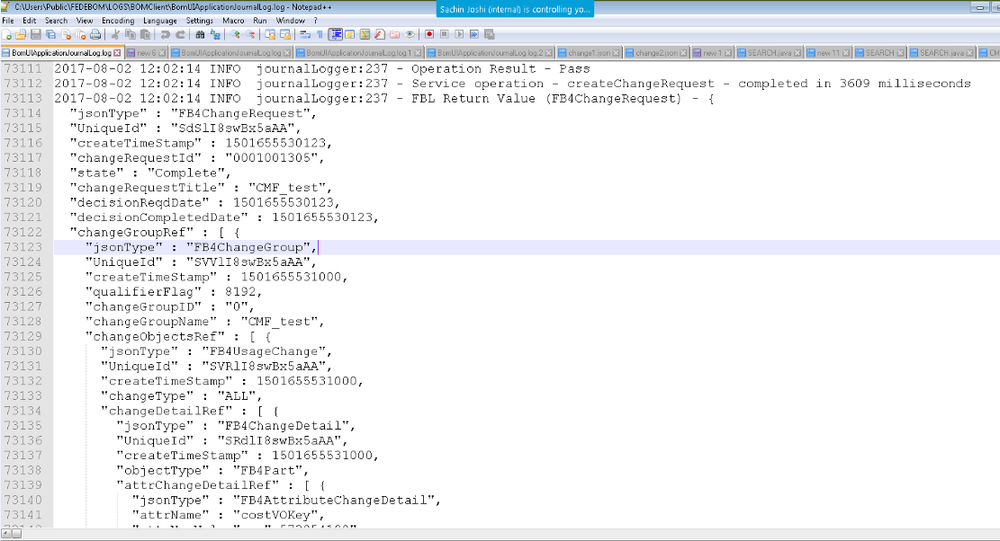 C:\Users\Public\FEDEBOM\LOGS\BOMClient\BomUIApplicationJournalLog.log - Notepad++
Sachin Joshi (internal) is controlling yo...
File Edit Search View Encoding Language Settings Macro Run Window ?
X
BomUIApplicationJournalLog.log new 6 BomUIApplicationJournalLog.log BomUIApplicationJournalLog.log.1 BomUIApplicationJournalLog.log.2 change1.json change2.json new 1 SEARCH.java new 11 SEARCH SEARCH.java CM
73111 2017-08-02 12:02:14 INFO journalLogger:237 - Operation Result - Pass
73112 2017-08-02 12:02:14 INFO journalLogger:237 - Service operation - createChangeRequest - completed in 3609 milliseconds
73113 2017-08-02 12:02:14 INFO journalLogger:237 - FBL Return Value (FB4ChangeRequest) - {
73114 "jsonType" : "FB4ChangeRequest",
73115 "UniqueId" : "SdSlI8swBx5aAA",
73116 "createTimeStamp" : 1501655530123,
73117 "changeRequestId" : "0001001305",
73118 "state" : "Complete",
73119 "changeRequestTitle" : "CMF_test",
73120 "decisionReqdDate" : 1501655530123,
73121 "decisionCompletedDate" : 1501655530123,
73122 "changeGroupRef" : [ {
73123 "jsonType" : "FB4ChangeGroup",
73124 "UniqueId" : "SVVlI8swBx5aAA",
73125 "createTimeStamp" : 1501655531000,
73126 "qualifierFlag" : 8192,
73127 "changeGroupID" : "0",
73128 "changeGroupName" : "CMF_test",
73129 "changeObjectsRef" : [ {
73130 "jsonType" : "FB4UsageChange",
73131 "UniqueId" : "SVRlI8swBx5aAA",
73132 "createTimeStamp" : 1501655531000,
73133 "changeType" : "ALL",
73134 "changeDetailRef" : [ {
73135 "jsonType" : "FB4ChangeDetail",
73136 "UniqueId" : "SRdlI8swBx5aAA",
73137 "createTimeStamp" : 1501655531000,
73138 "objectType" : "FB4Part",
73139 "attrChangeDetailRef" : [ {
73140 "jsonType" : "FB4AttributeChangeDetail",
73141 "attrName" : "costVOKey",